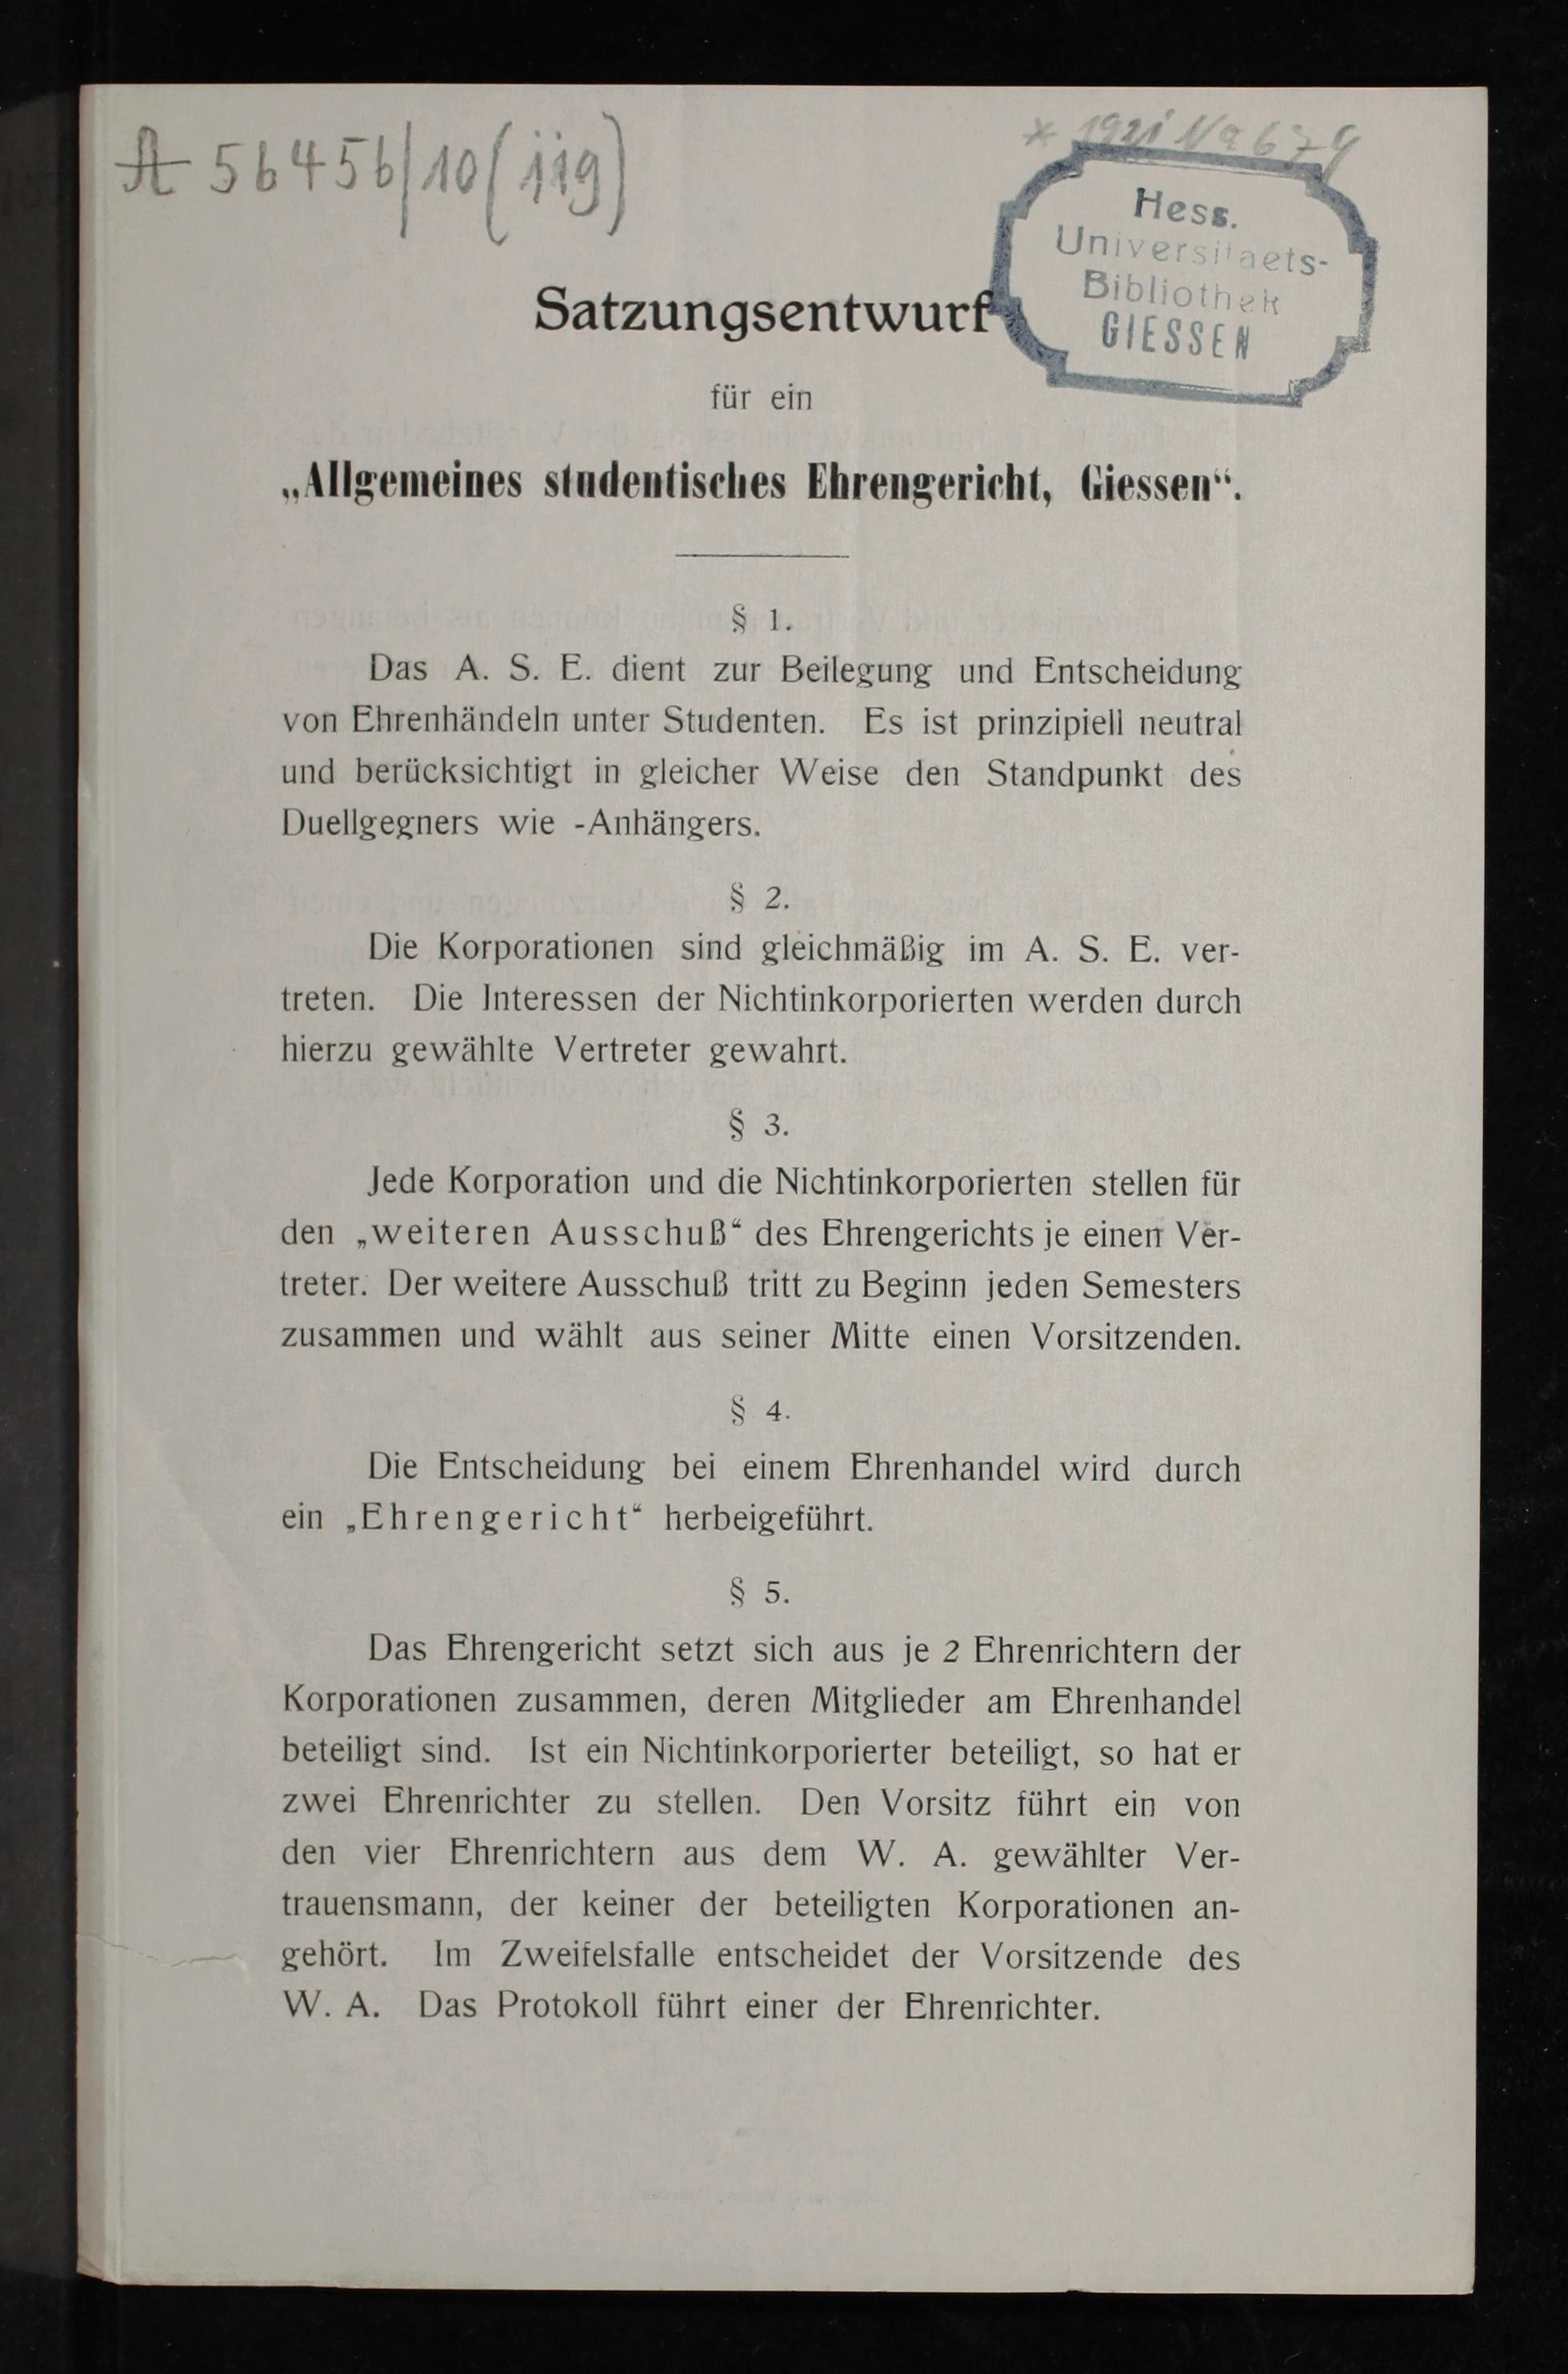 A 56456/10(iig)
* 1921 Na 679
Hess.
Universitaets-
Bibliothek
GIESSEN
Satzungsentwurf
für ein
„Allgemeines studentisches Ehrengericht, Giessen“.
§ 1.
Das A. S. E. dient zur Beilegung und Entscheidung
von Ehrenhändeln unter Studenten. Es ist prinzipiell neutral
und berücksichtigt in gleicher Weise den Standpunkt des
Duellgegners wie -Anhängers.
§ 2.
Die Korporationen sind gleichmäßig im A. S. E. ver-
treten. Die Interessen der Nichtinkorporierten werden durch
hierzu gewählte Vertreter gewahrt.
§ 3.
Jede Korporation und die Nichtinkorporierten stellen für
den „weiteren Ausschuß“ des Ehrengerichts je einen Ver-
treter. Der weitere Ausschuß tritt zu Beginn jeden Semesters
zusammen und wählt aus seiner Mitte einen Vorsitzenden.
§ 4.
Die Entscheidung bei einem Ehrenhandel wird durch
ein „Ehrengericht“ herbeigeführt.
§ 5.
Das Ehrengericht setzt sich aus je 2 Ehrenrichtern der
Korporationen zusammen, deren Mitglieder am Ehrenhandel
beteiligt sind. Ist ein Nichtinkorporierter beteiligt, so hat er
zwei Ehrenrichter zu stellen. Den Vorsitz führt ein von
den vier Ehrenrichtern aus dem W. A. gewählter Ver-
trauensmann, der keiner der beteiligten Korporationen an-
gehört. Im Zweifelsfalle entscheidet der Vorsitzende des
W. A. Das Protokoll führt einer der Ehrenrichter.